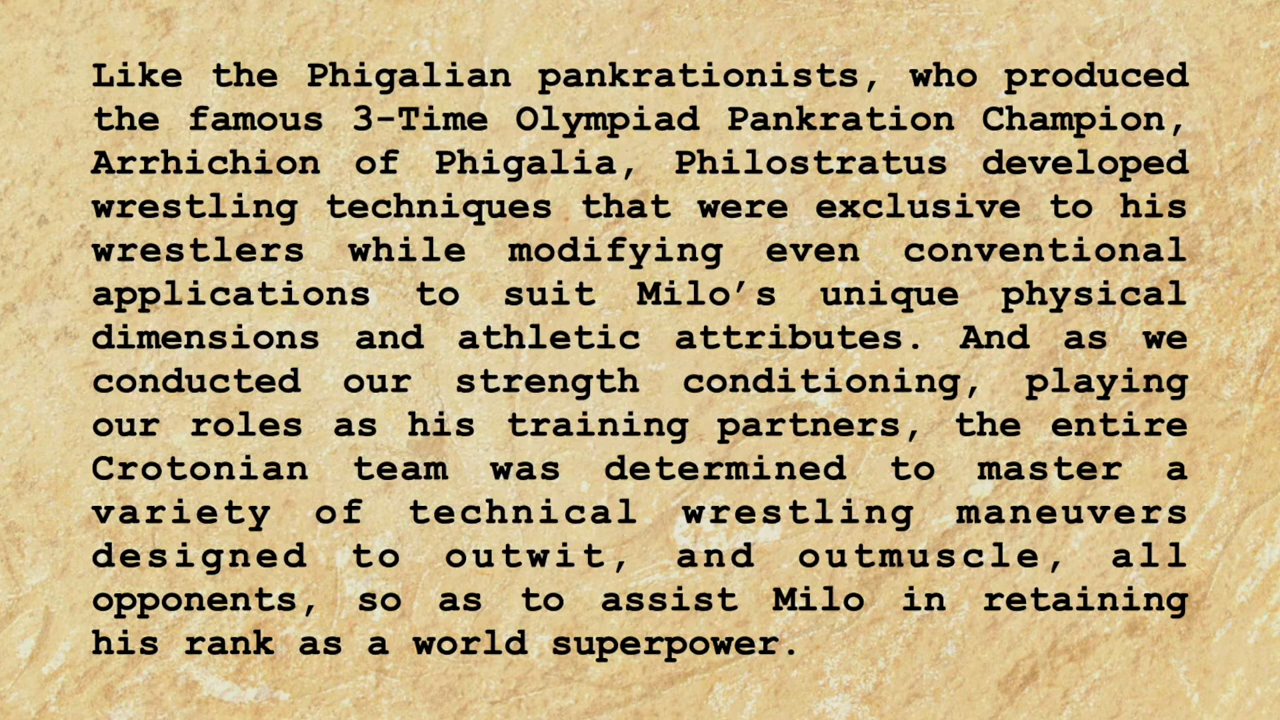 Like the Phigalian pankrationists, who produced
the famous 3-Time Olympiad Pankration Champion,
Arrhichion of Phigalia, Philostratus developed
wrestling techniques that were exclusive to his
wrestlers while modifying even conventional
applications to suit Milo’s unique physical
dimensions and athletic attributes. And as we
conducted our strength conditioning, playing
our roles as his training partners, the entire
Crotonian team was determined to master a
variety of technical wrestling maneuvers
designed to outwit, and outmuscle, all
opponents, so as to assist Milo in retaining
his rank as a world superpower.